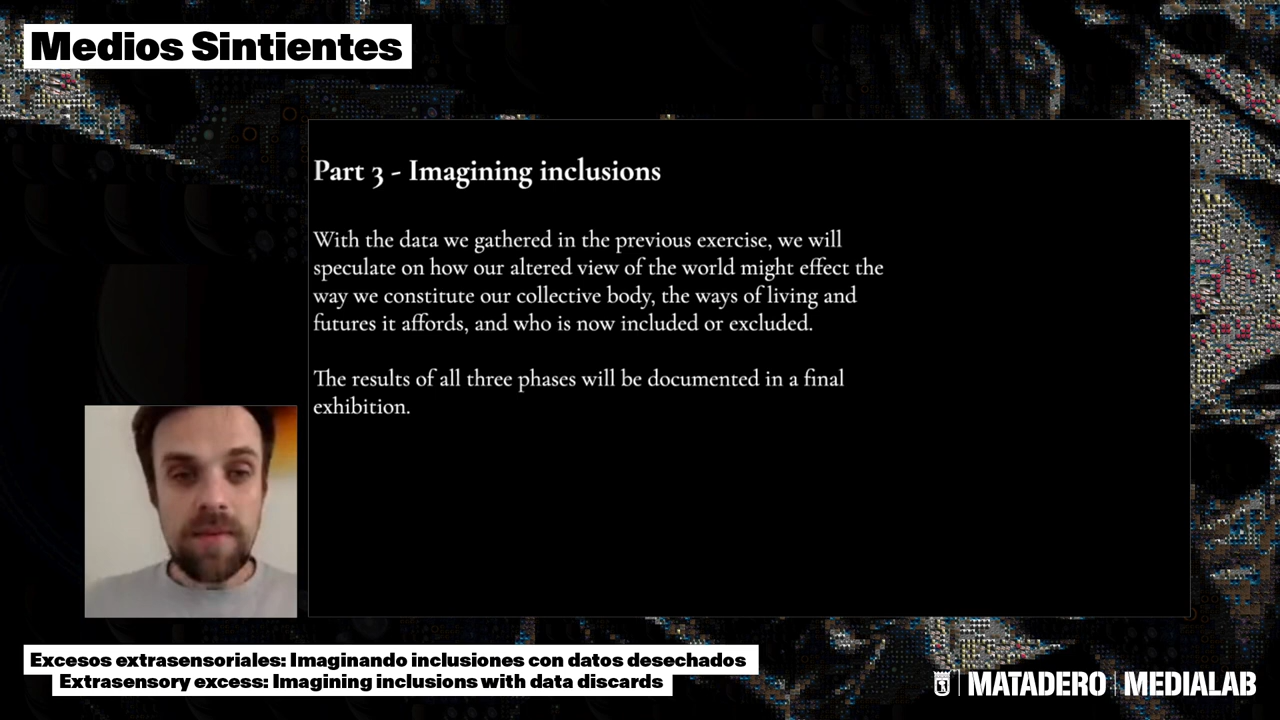 Medios Sintientes
Part 3 - Imagining inclusions
With the data we gathered in the previous exercise, we will
speculate on how our altered view of the world might effect the
way we constitute our collective body, the ways of living and
futures it affords, and who is now included or excluded.
The results of all three phases will be documented in a final
exhibition.
Excesos extrasensoriales: Imaginando inclusiones con datos desechados
Extrasensory excess: Imagining inclusions with data discards
MATADERO | MEDIALAB